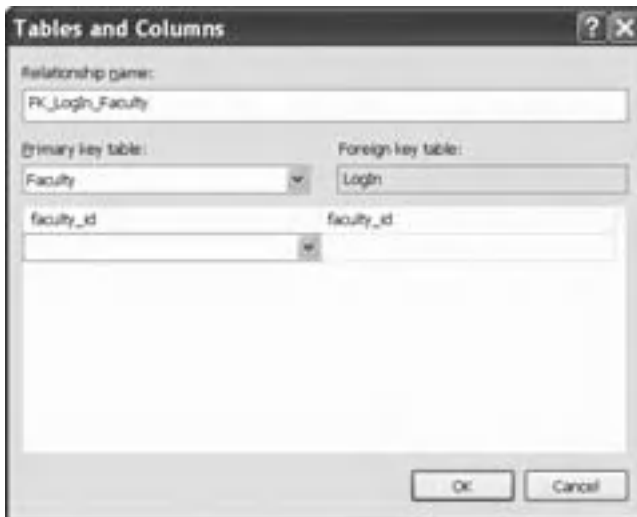 Tables and Columns
Relationship name:
FK_LogIn_Faculty
Primary key table:
Foreign key table:
Faculty
LogIn
faculty_id
faculty_id
OK
Cancel